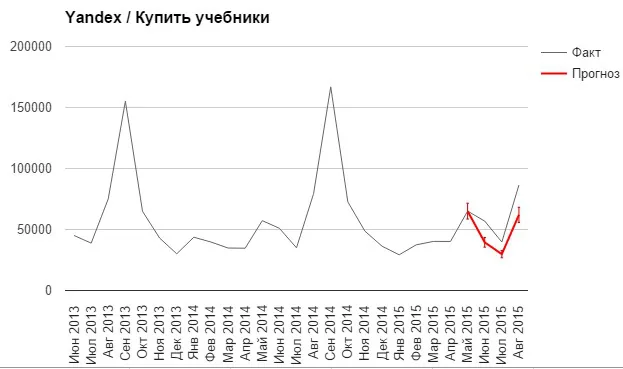 Yandex / Купить учебники
200000
150000
100000
50000
0
Факт
Прогноз
Июн 2013
Июл 2013
Авг 2013
Сен 2013
Окт 2013
Ноя 2013
Дек 2013
Янв 2014
Фев 2014
Мар 2014
Апр 2014
Май 2014
Июн 2014
Июл 2014
Авг 2014
Сен 2014
Окт 2014
Ноя 2014
Дек 2014
Янв 2015
Фев 2015
Мар 2015
Апр 2015
Май 2015
Июн 2015
Июл 2015
Авг 2015